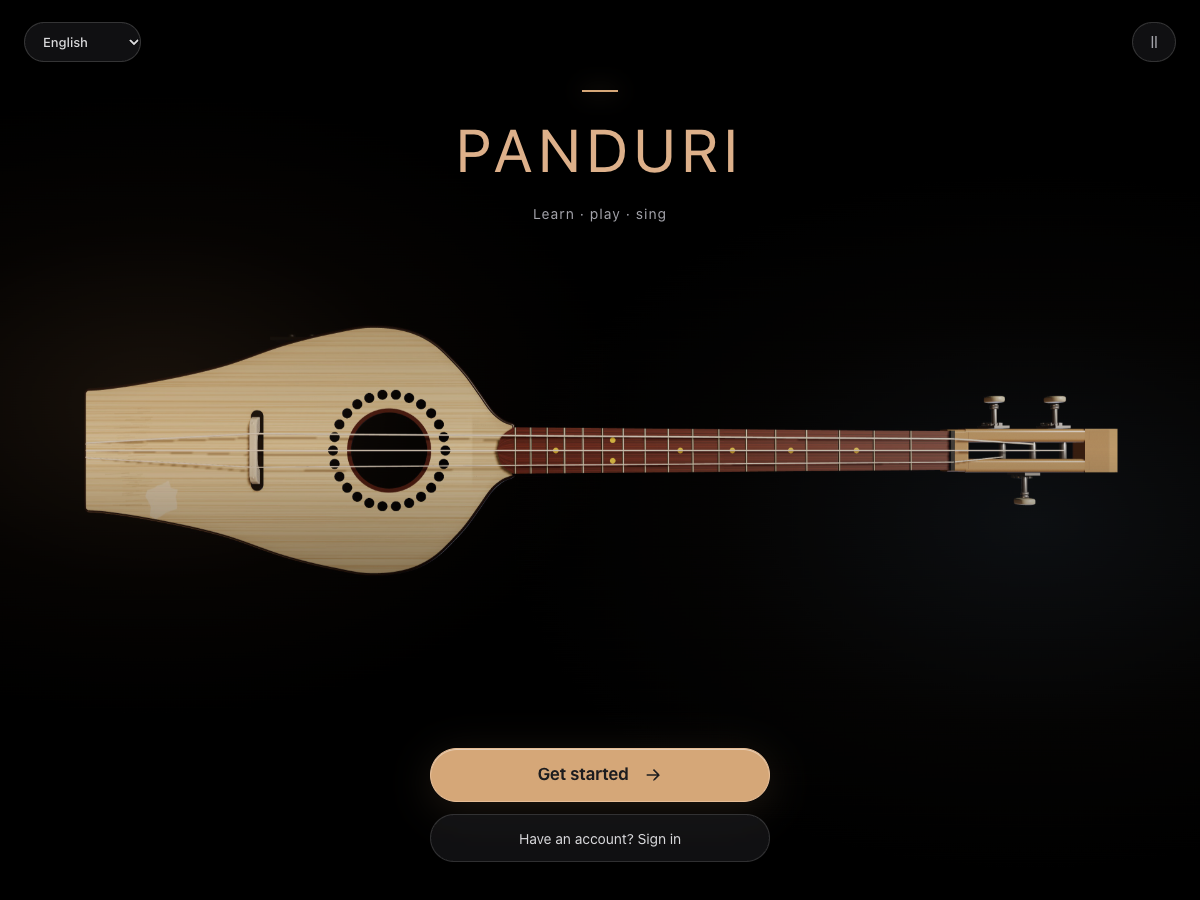 English
PANDURI
Learn · play · sing
Get started →
Have an account? Sign in